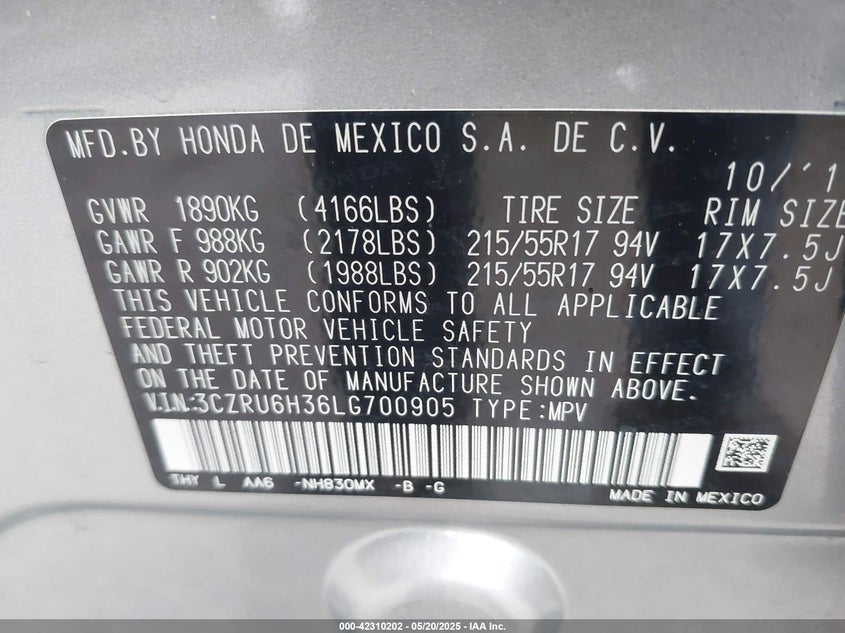 MFD.BY HONDA DE MEXICO S.A. DE C.V.
10/'1
GVWR 1890KG (4166LBS) TIRE SIZE RIM SIZE
GAWR F 988KG (2178LBS) 215/55R17 94V 17X7.5J
GAWR R 902KG (1988LBS) 215/55R17 94V 17X7.5J
THIS VEHICLE CONFORMS TO ALL APPLICABLE
FEDERAL MOTOR VEHICLE SAFETY
AND THEFT PREVENTION STANDARDS IN EFFECT
ON THE DATE OF MANUFACTURE SHOWN ABOVE.
V.I.N:3CZRU6H36LG700905 TYPE:MPV
THY L AA6 -NH830MX -B -G
MADE IN MEXICO
000-42310202 - 05/20/2025 - IAA Inc.